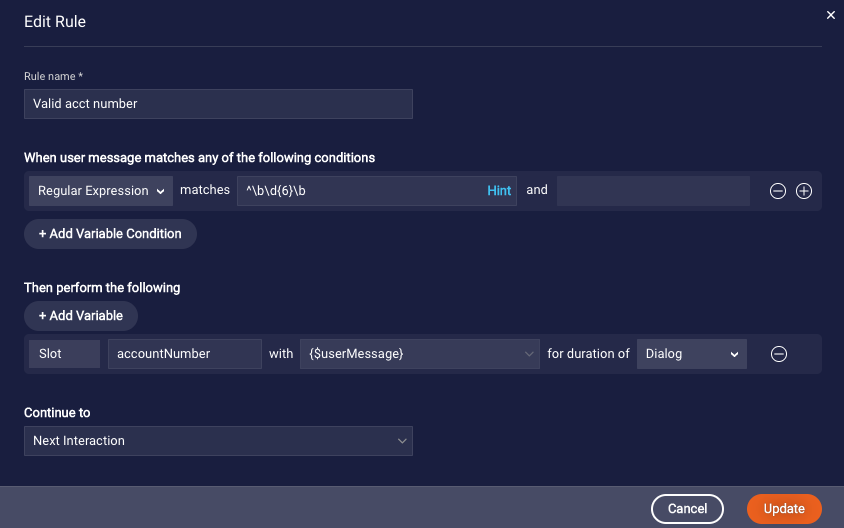 Edit Rule
×
Rule name *
Valid acct number
When user message matches any of the following conditions
Regular Expression matches ^\b\d{6}\b Hint and
+ Add Variable Condition
Then perform the following
+ Add Variable
Slot accountNumber with {$userMessage} for duration of Dialog
Continue to
Next Interaction
Cancel Update